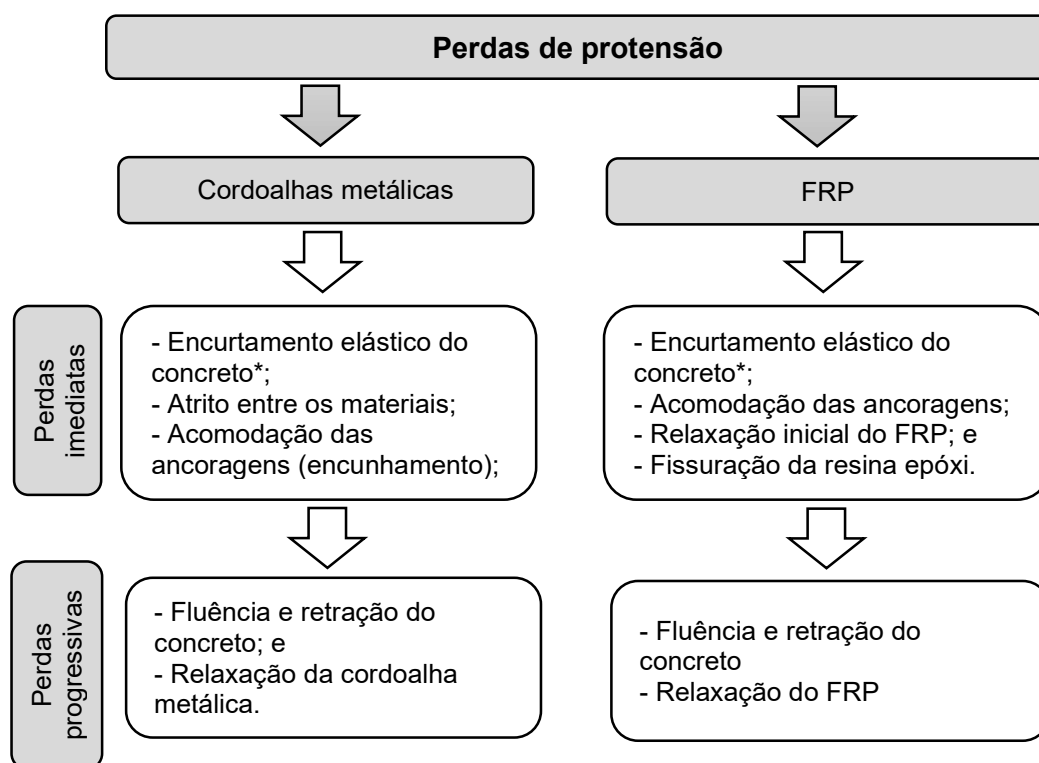 Perdas de protensão
Cordoalhas metálicas
FRP
Perdas
imediatas
- Encurtamento elástico do
concreto*;
- Atrito entre os materiais;
- Acomodação das
ancoragens (encunhamento);
- Encurtamento elástico do
concreto*;
- Acomodação das ancoragens;
- Relaxação inicial do FRP; e
- Fissuração da resina epóxi.
Perdas
progressivas
- Fluência e retração do
concreto; e
- Relaxação da cordoalha
metálica.
- Fluência e retração do
concreto
- Relaxação do FRP